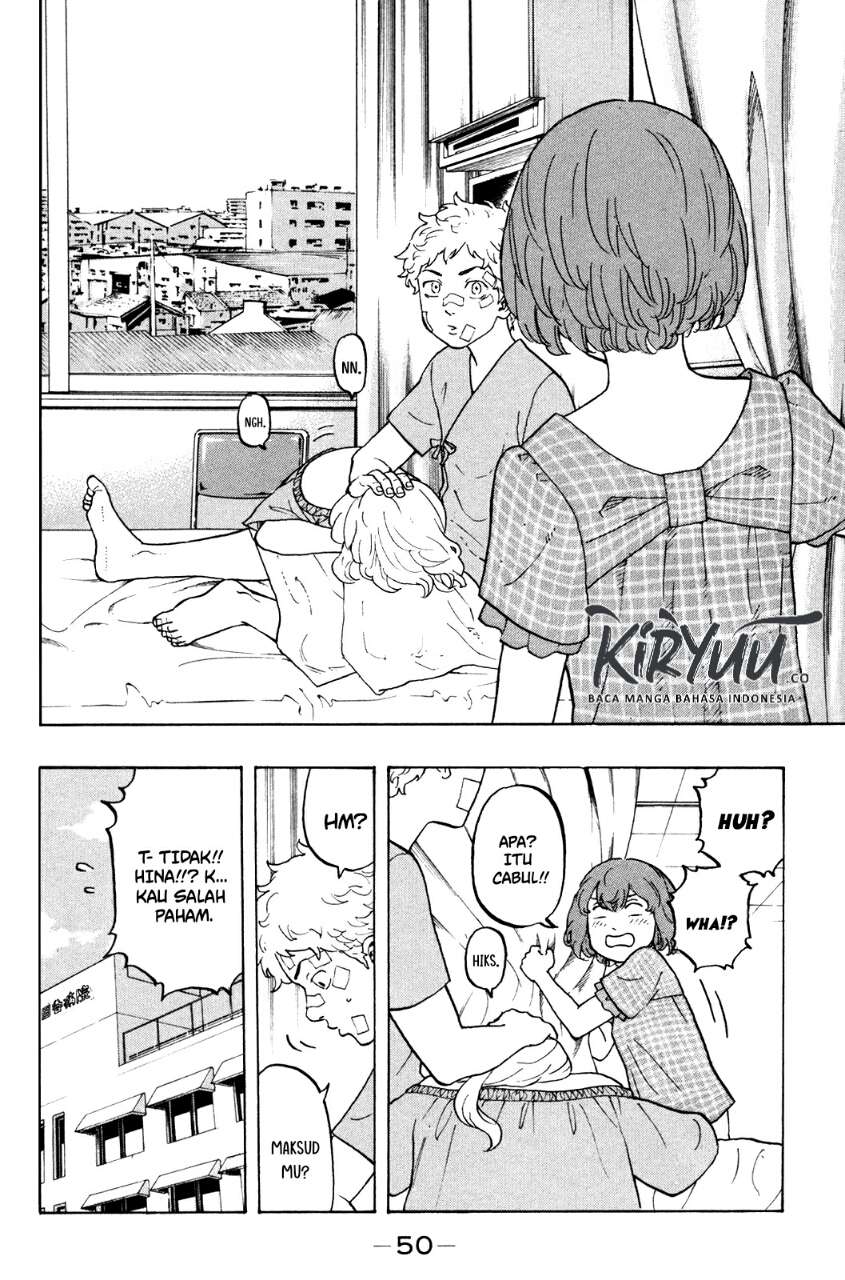 NN.
NGH.
KIRYUU.CO
BACA MANGA BAHASA INDONESIA
HUH?
WHA!?
APA?
ITU
CABUL!!
HIKS.
HM?
MAKSUD
MU?
T- TIDAK!!
HINA!!? K...
KAU SALAH
PAHAM.
50